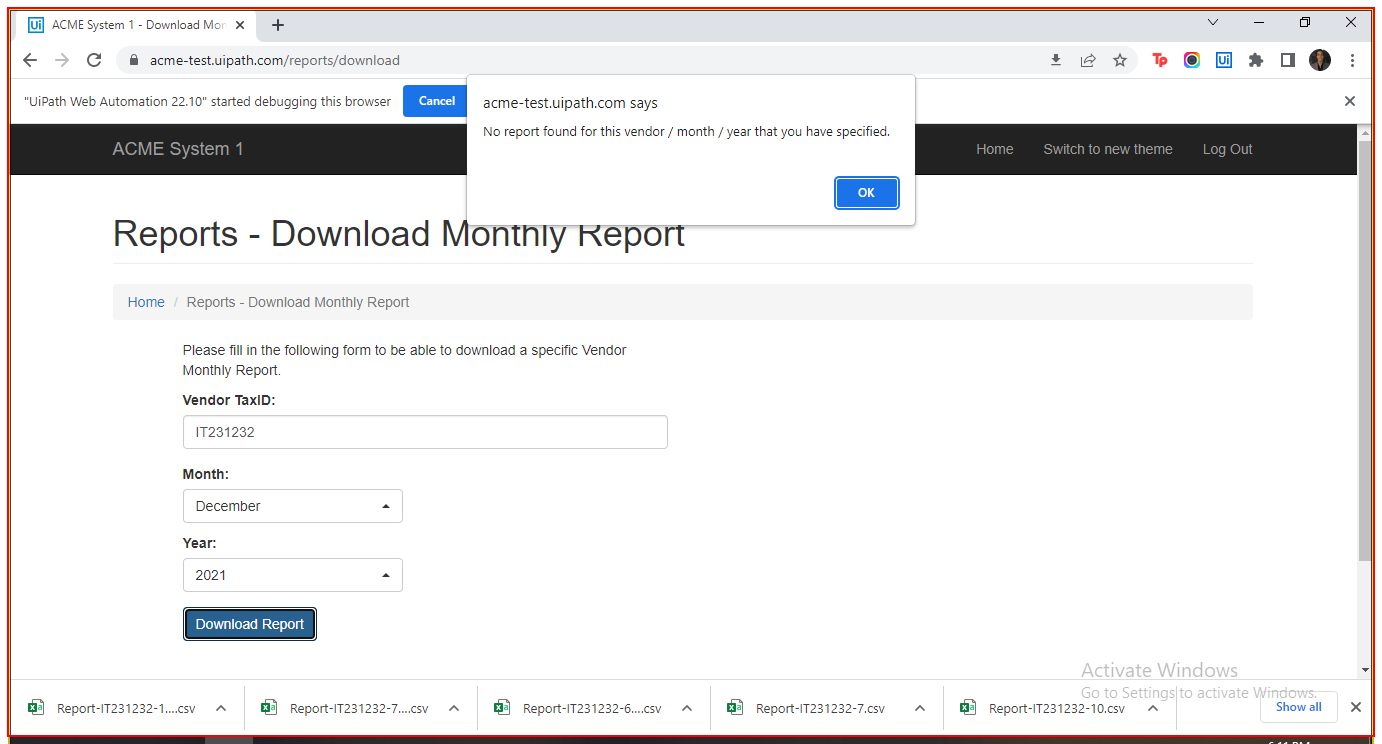 ACME System 1 - Download Mon
acme-test.uipath.com/reports/download
Tp
Ui
"UiPath Web Automation 22.10" started debugging this browser
Cancel
acme-test.uipath.com says
No report found for this vendor / month / year that you have specified.
OK
ACME System 1
Home
Switch to new theme
Log Out
Reports - Download Monthly Report
Home / Reports - Download Monthly Report
Please fill in the following form to be able to download a specific Vendor
Monthly Report.
Vendor TaxID:
IT231232
Month:
December
Year:
2021
Download Report
Activate Windows
Go to Settings to activate Windows.
Report-IT231232-1....csv
Report-IT231232-7....csv
Report-IT231232-6....csv
Report-IT231232-7.csv
Report-IT231232-10.csv
Show all